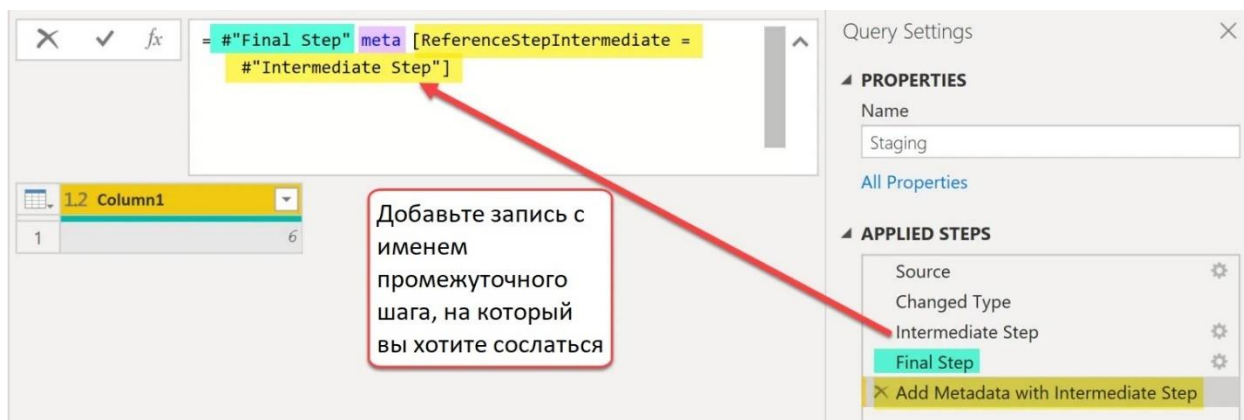 fx
= #"Final Step" meta [ReferenceStepIntermediate =
#"Intermediate Step"]
1.2 Column1
1
6
Добавьте запись с
именем
промежуточного
шага, на который
вы хотите сослаться
Query Settings
PROPERTIES
Name
Staging
All Properties
APPLIED STEPS
Source
Changed Type
Intermediate Step
Final Step
Add Metadata with Intermediate Step